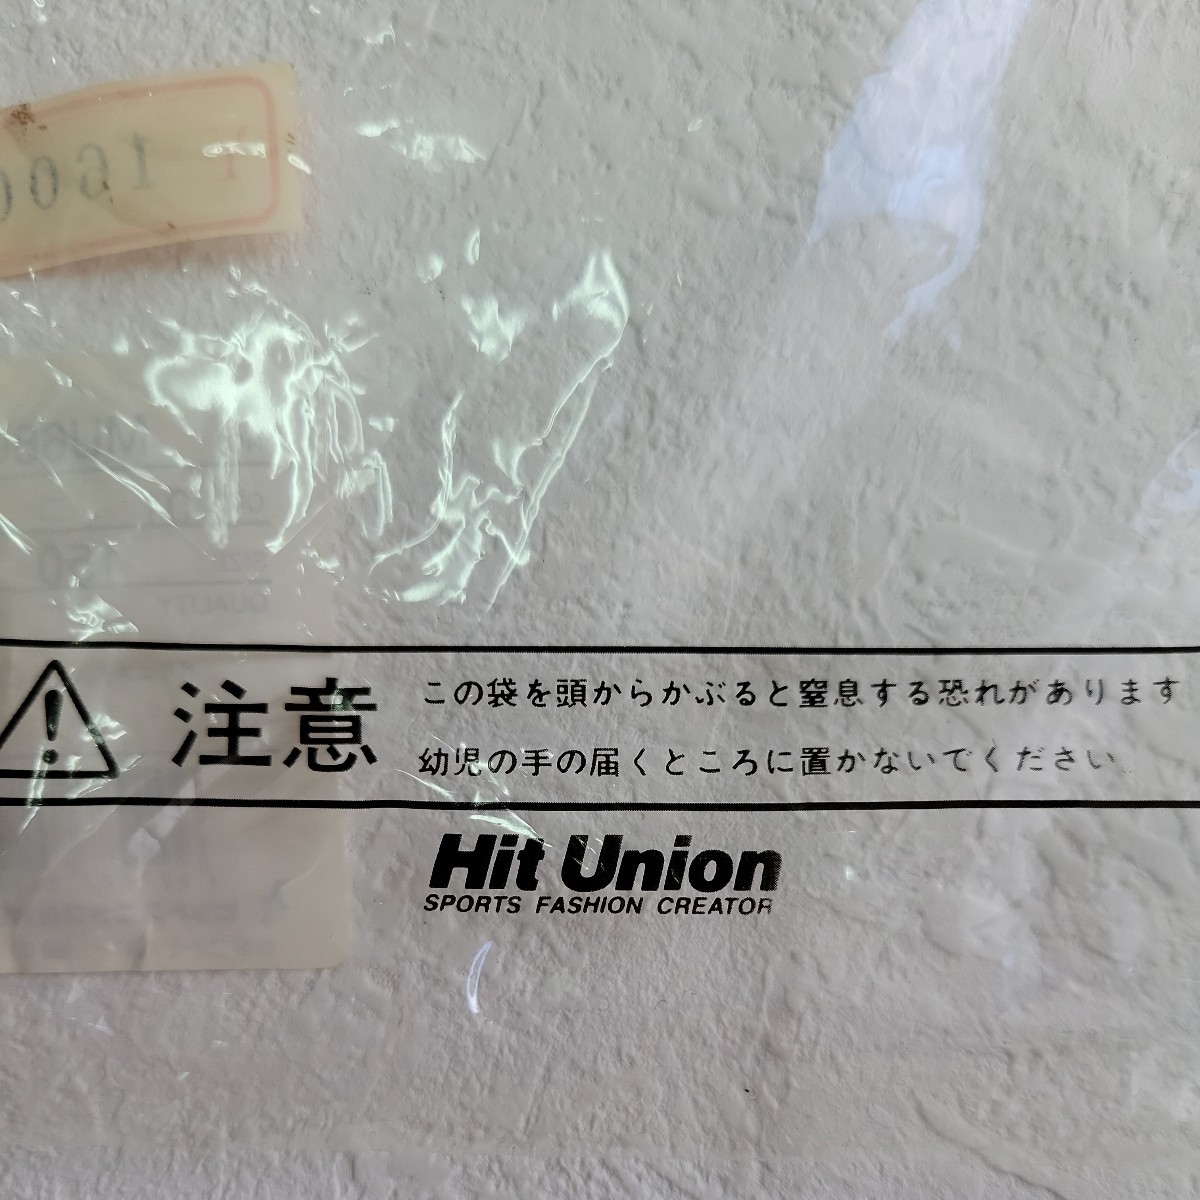 注意
この袋を頭からかぶると窒息する恐れがあります
幼児の手の届くところに置かないでください
Hit Union
SPORTS FASHION CREATOR
150
QUALITY